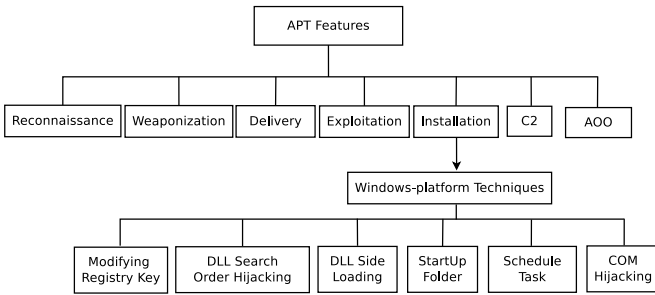 APT Features
Reconnaissance
Weaponization
Delivery
Exploitation
Installation
C2
AOO
Windows-platform Techniques
Modifying
Registry Key
DLL Search
Order Hijacking
DLL Side
Loading
StartUp
Folder
Schedule
Task
COM
Hijacking